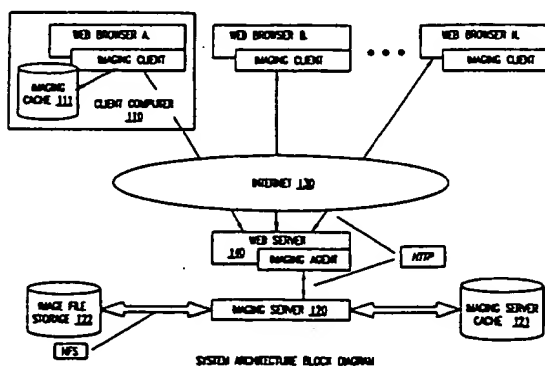 WEB BROWSER A.
IMAGING CLIENT
IMAGING
CACHE 111
CLIENT COMPUTER
110
WEB BROWSER B.
IMAGING CLIENT
WEB BROWSER N.
IMAGING CLIENT
INTERNET 130
WEB SERVER
140
IMAGING AGENT
HTTP
IMAGE FILE
STORAGE 122
IMAGING SERVER 120
IMAGING SERVER
CACHE 121
NFS
SYSTEM ARCHITECTURE BLOCK DIAGRAM